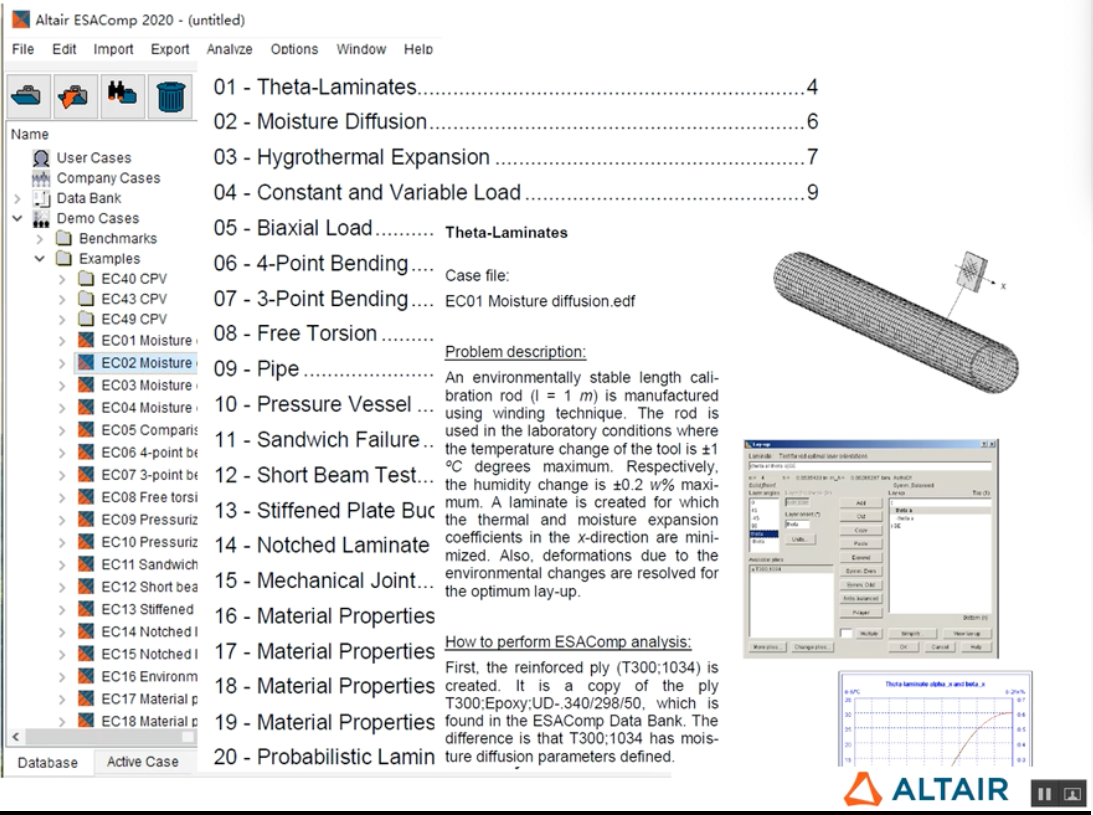 Altair ESAComp 2020 - (untitled)
File Edit Import Export Analyze Options Window Help
Name
User Cases
Company Cases
Data Bank
Demo Cases
Benchmarks
Examples
EC40 CPV
EC43 CPV
EC49 CPV
EC01 Moisture
EC02 Moisture
EC03 Moisture
EC04 Moisture
EC05 Comparis
EC06 4-point be
EC07 3-point be
EC08 Free torsi
EC09 Pressuriz
EC10 Pressuriz
EC11 Sandwich
EC12 Short bea
EC13 Stiffened
EC14 Notched l
EC15 Notched l
EC16 Environm
EC17 Material p
EC18 Material p
Database Active Case
01 - Theta-Laminates 4
02 - Moisture Diffusion 6
03 - Hygrothermal Expansion 7
04 - Constant and Variable Load 9
05 - Biaxial Load
06 - 4-Point Bending
07 - 3-Point Bending
08 - Free Torsion
09 - Pipe
10 - Pressure Vessel
11 - Sandwich Failure
12 - Short Beam Test
13 - Stiffened Plate Buc
14 - Notched Laminate
15 - Mechanical Joint
16 - Material Properties
17 - Material Properties
18 - Material Properties
19 - Material Properties
20 - Probabilistic Lamin
Theta-Laminates
Case file:
EC01 Moisture diffusion.edf
Problem description:
An environmentally stable length cali-
bration rod (l = 1 m) is manufactured
using winding technique. The rod is
used in the laboratory conditions where
the temperature change of the tool is ±1
ºC degrees maximum. Respectively,
the humidity change is ±0.2 w% maxi-
mum. A laminate is created for which
the thermal and moisture expansion
coefficients in the x-direction are mini-
mized. Also, deformations due to the
environmental changes are resolved for
the optimum lay-up.
How to perform ESAComp analysis:
First, the reinforced ply (T300;1034) is
created. It is a copy of the ply
T300;Epoxy;UD-.340/298/50, which is
found in the ESAComp Data Bank. The
difference is that T300;1034 has mois-
ture diffusion parameters defined.
x
Lay-up
Laminate
Layer angles
theta
Add
Cut
Copy
Paste
Expand
Symm. Even
Symm. Odd
Multiple
More plies...
Change plies...
OK
Cancel
Help
Theta-laminate alpha_x and beta_x
ALTAIR